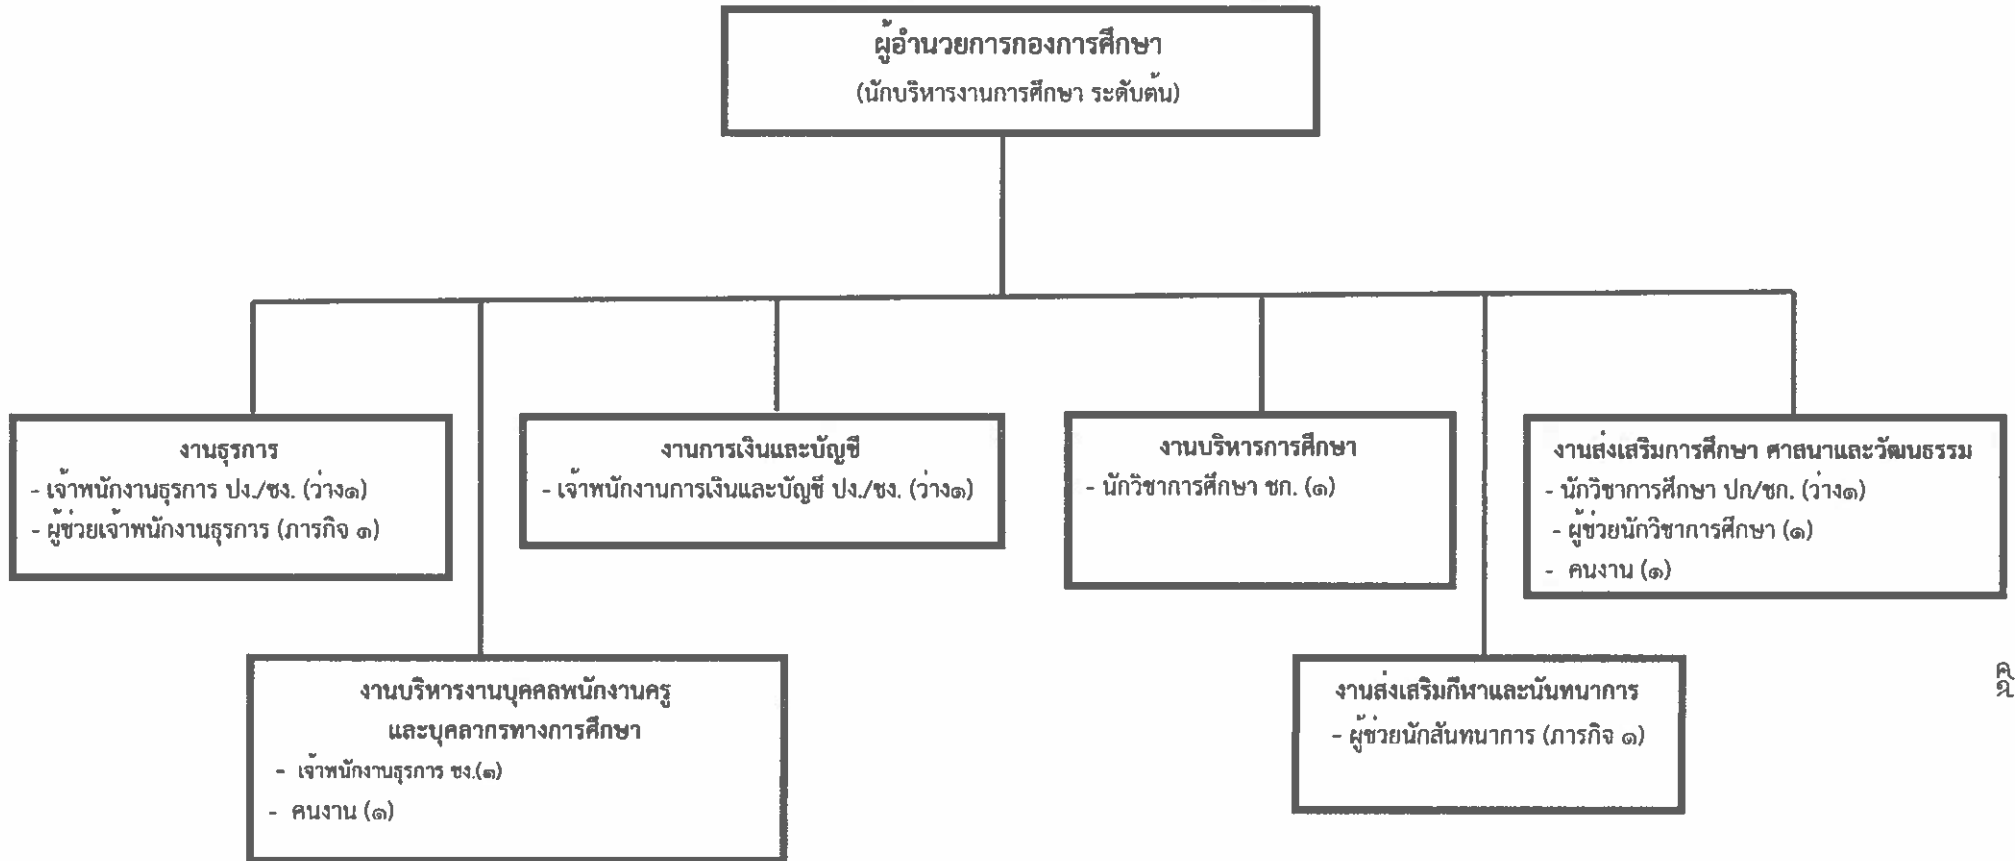 ผู้อำนวยการกองการศึกษา
(นักบริหารงานการศึกษา ระดับต้น)
งานธุรการ
- เจ้าพนักงานธุรการ ปง./ชง. (ว่าง๑)
- ผู้ช่วยเจ้าพนักงานธุรการ (ภารกิจ ๑)
งานการเงินและบัญชี
- เจ้าพนักงานการเงินและบัญชี ปง./ชง. (ว่าง๑)
งานบริหารการศึกษา
- นักวิชาการศึกษา ชก. (๑)
งานส่งเสริมการศึกษา ศาสนาและวัฒนธรรม
- นักวิชาการศึกษา ปก/ชก. (ว่าง๑)
- ผู้ช่วยนักวิชาการศึกษา (๑)
- คนงาน (๑)
งานบริหารงานบุคคลพนักงานครู
และบุคลากรทางการศึกษา
- เจ้าพนักงานธุรการ ชง.(๑)
- คนงาน (๑)
งานส่งเสริมกีฬาและนันทนาการ
- ผู้ช่วยนักสันทนาการ (ภารกิจ ๑)